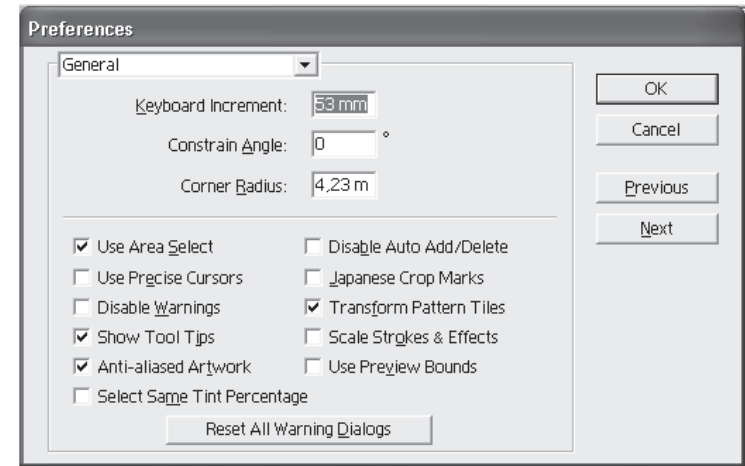 Preferences
General
Keyboard Increment: 53 mm
Constrain Angle: 0 °
Corner Radius: 4,23 m
OK
Cancel
Previous
Next
Use Area Select
Disable Auto Add/Delete
Use Precise Cursors
Japanese Crop Marks
Disable Warnings
Transform Pattern Tiles
Show Tool Tips
Scale Strokes & Effects
Anti-aliased Artwork
Use Preview Bounds
Select Same Tint Percentage
Reset All Warning Dialogs